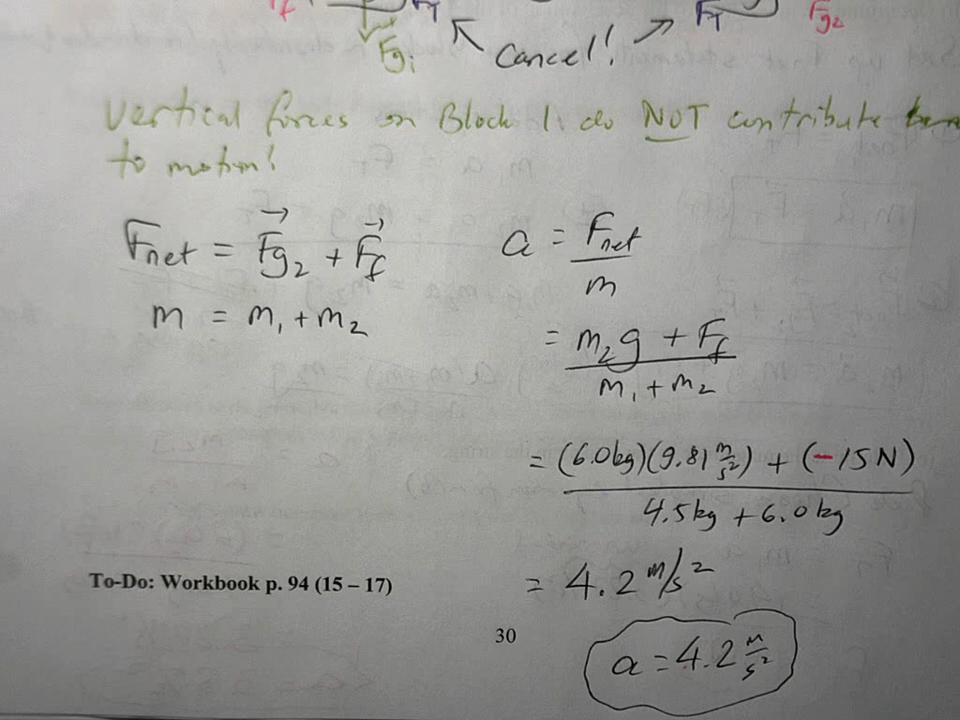 Ff FT FT Fg2
Fg1 Cancel!
Vertical forces on Block 1 do NOT contribute
to motion!
Fnet = Fg2 + Ff
m = m1 + m2
a = Fnet / m
= m2g + Ff / m1 + m2
= (6.0kg)(9.81 m/s²) + (-15N) / 4.5kg + 6.0kg
= 4.2 m/s²
To-Do: Workbook p. 94 (15 – 17)
30
a = 4.2 m/s²